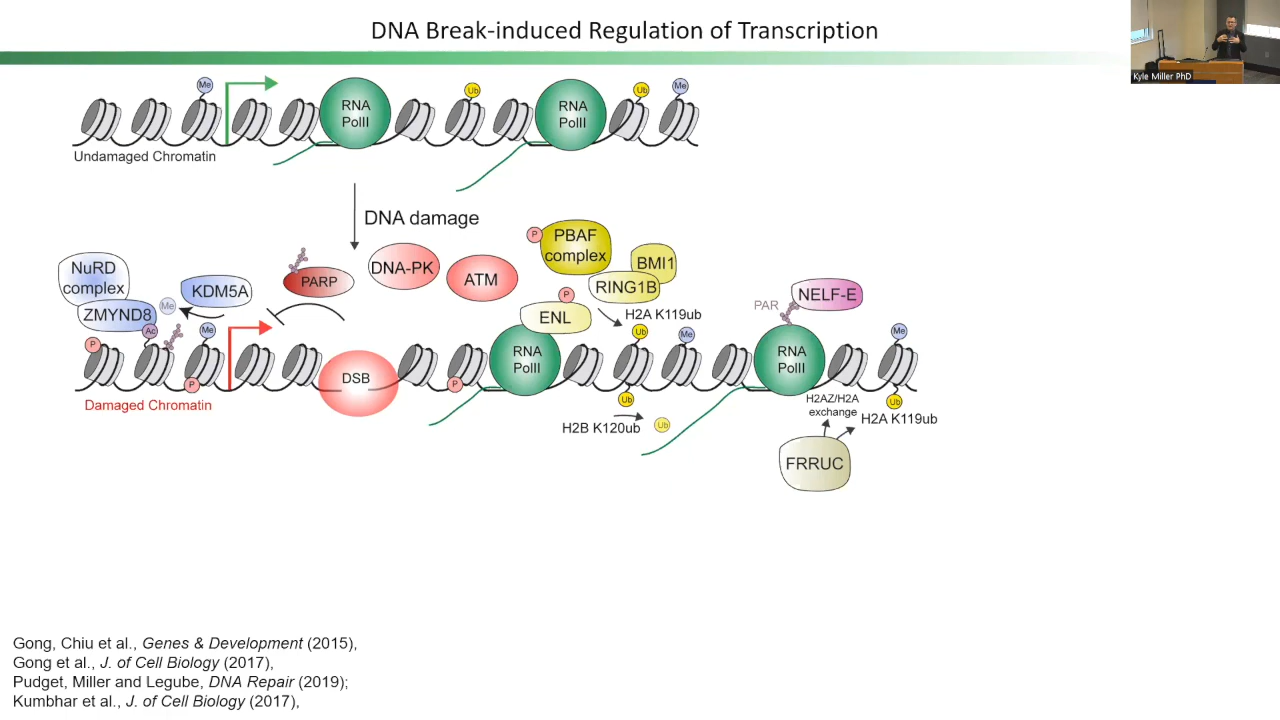 DNA Break-induced Regulation of Transcription
Kyle Miller PhD
Me
Ub
Ub
Me
RNA
PolII
RNA
PolII
Undamaged Chromatin
DNA damage
PBAF
complex
P
BMI1
RING1B
NuRD
complex
ZMYND8
KDM5A
Me
PARP
DNA-PK
ATM
P
ENL
H2A K119ub
PAR
NELF-E
Ac
P
Me
P
DSB
P
RNA
PolII
Ub
Me
RNA
PolII
Me
Damaged Chromatin
Ub
H2B K120ub
Ub
H2AZ/H2A
exchange
Ub
H2A K119ub
FRRUC
Gong, Chiu et al., Genes & Development (2015),
Gong et al., J. of Cell Biology (2017),
Pudget, Miller and Legube, DNA Repair (2019);
Kumbhar et al., J. of Cell Biology (2017),